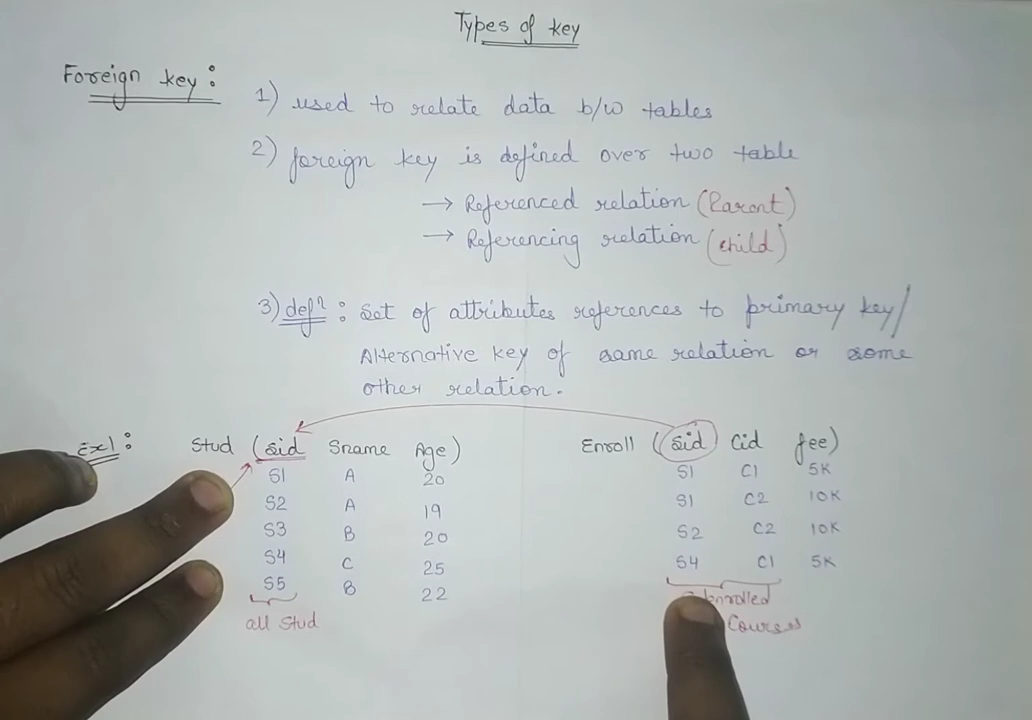 Types of key
Foreign key:
1) used to relate data b/w tables
2) foreign key is defined over two table
→ Referenced relation (Parent)
→ Referencing relation (child)
3) defn: Set of attributes references to primary key/
Alternative key of same relation or some
other relation.
Ex1: Stud (sid Sname Age) Enroll (sid Cid fee)
S1 A 20 S1 C1 5K
S2 A 19 S1 C2 10K
S3 B 20 S2 C2 10K
S4 C 25 S4 C1 5K
S5 B 22
all Stud enrolled
Courses